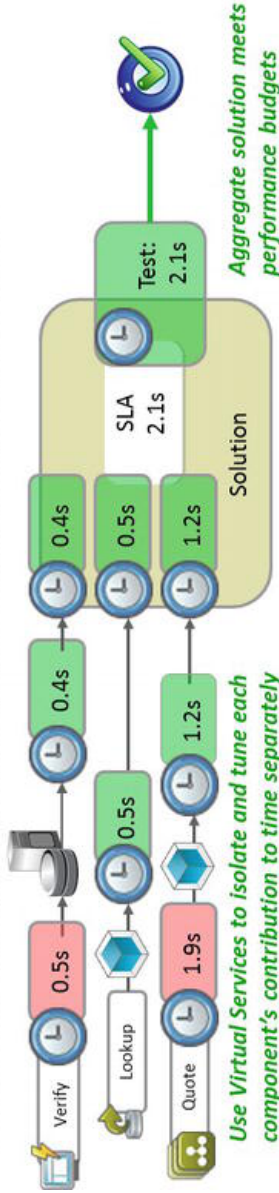 Verify
0.5s
0.4s
0.4s
Lookup
0.5s
0.5s
Quote
1.9s
1.2s
1.2s
SLA
2.1s
Test:
2.1s
Solution
Use Virtual Services to isolate and tune each
component's contribution to time separately
Aggregate solution meets
performance budgets